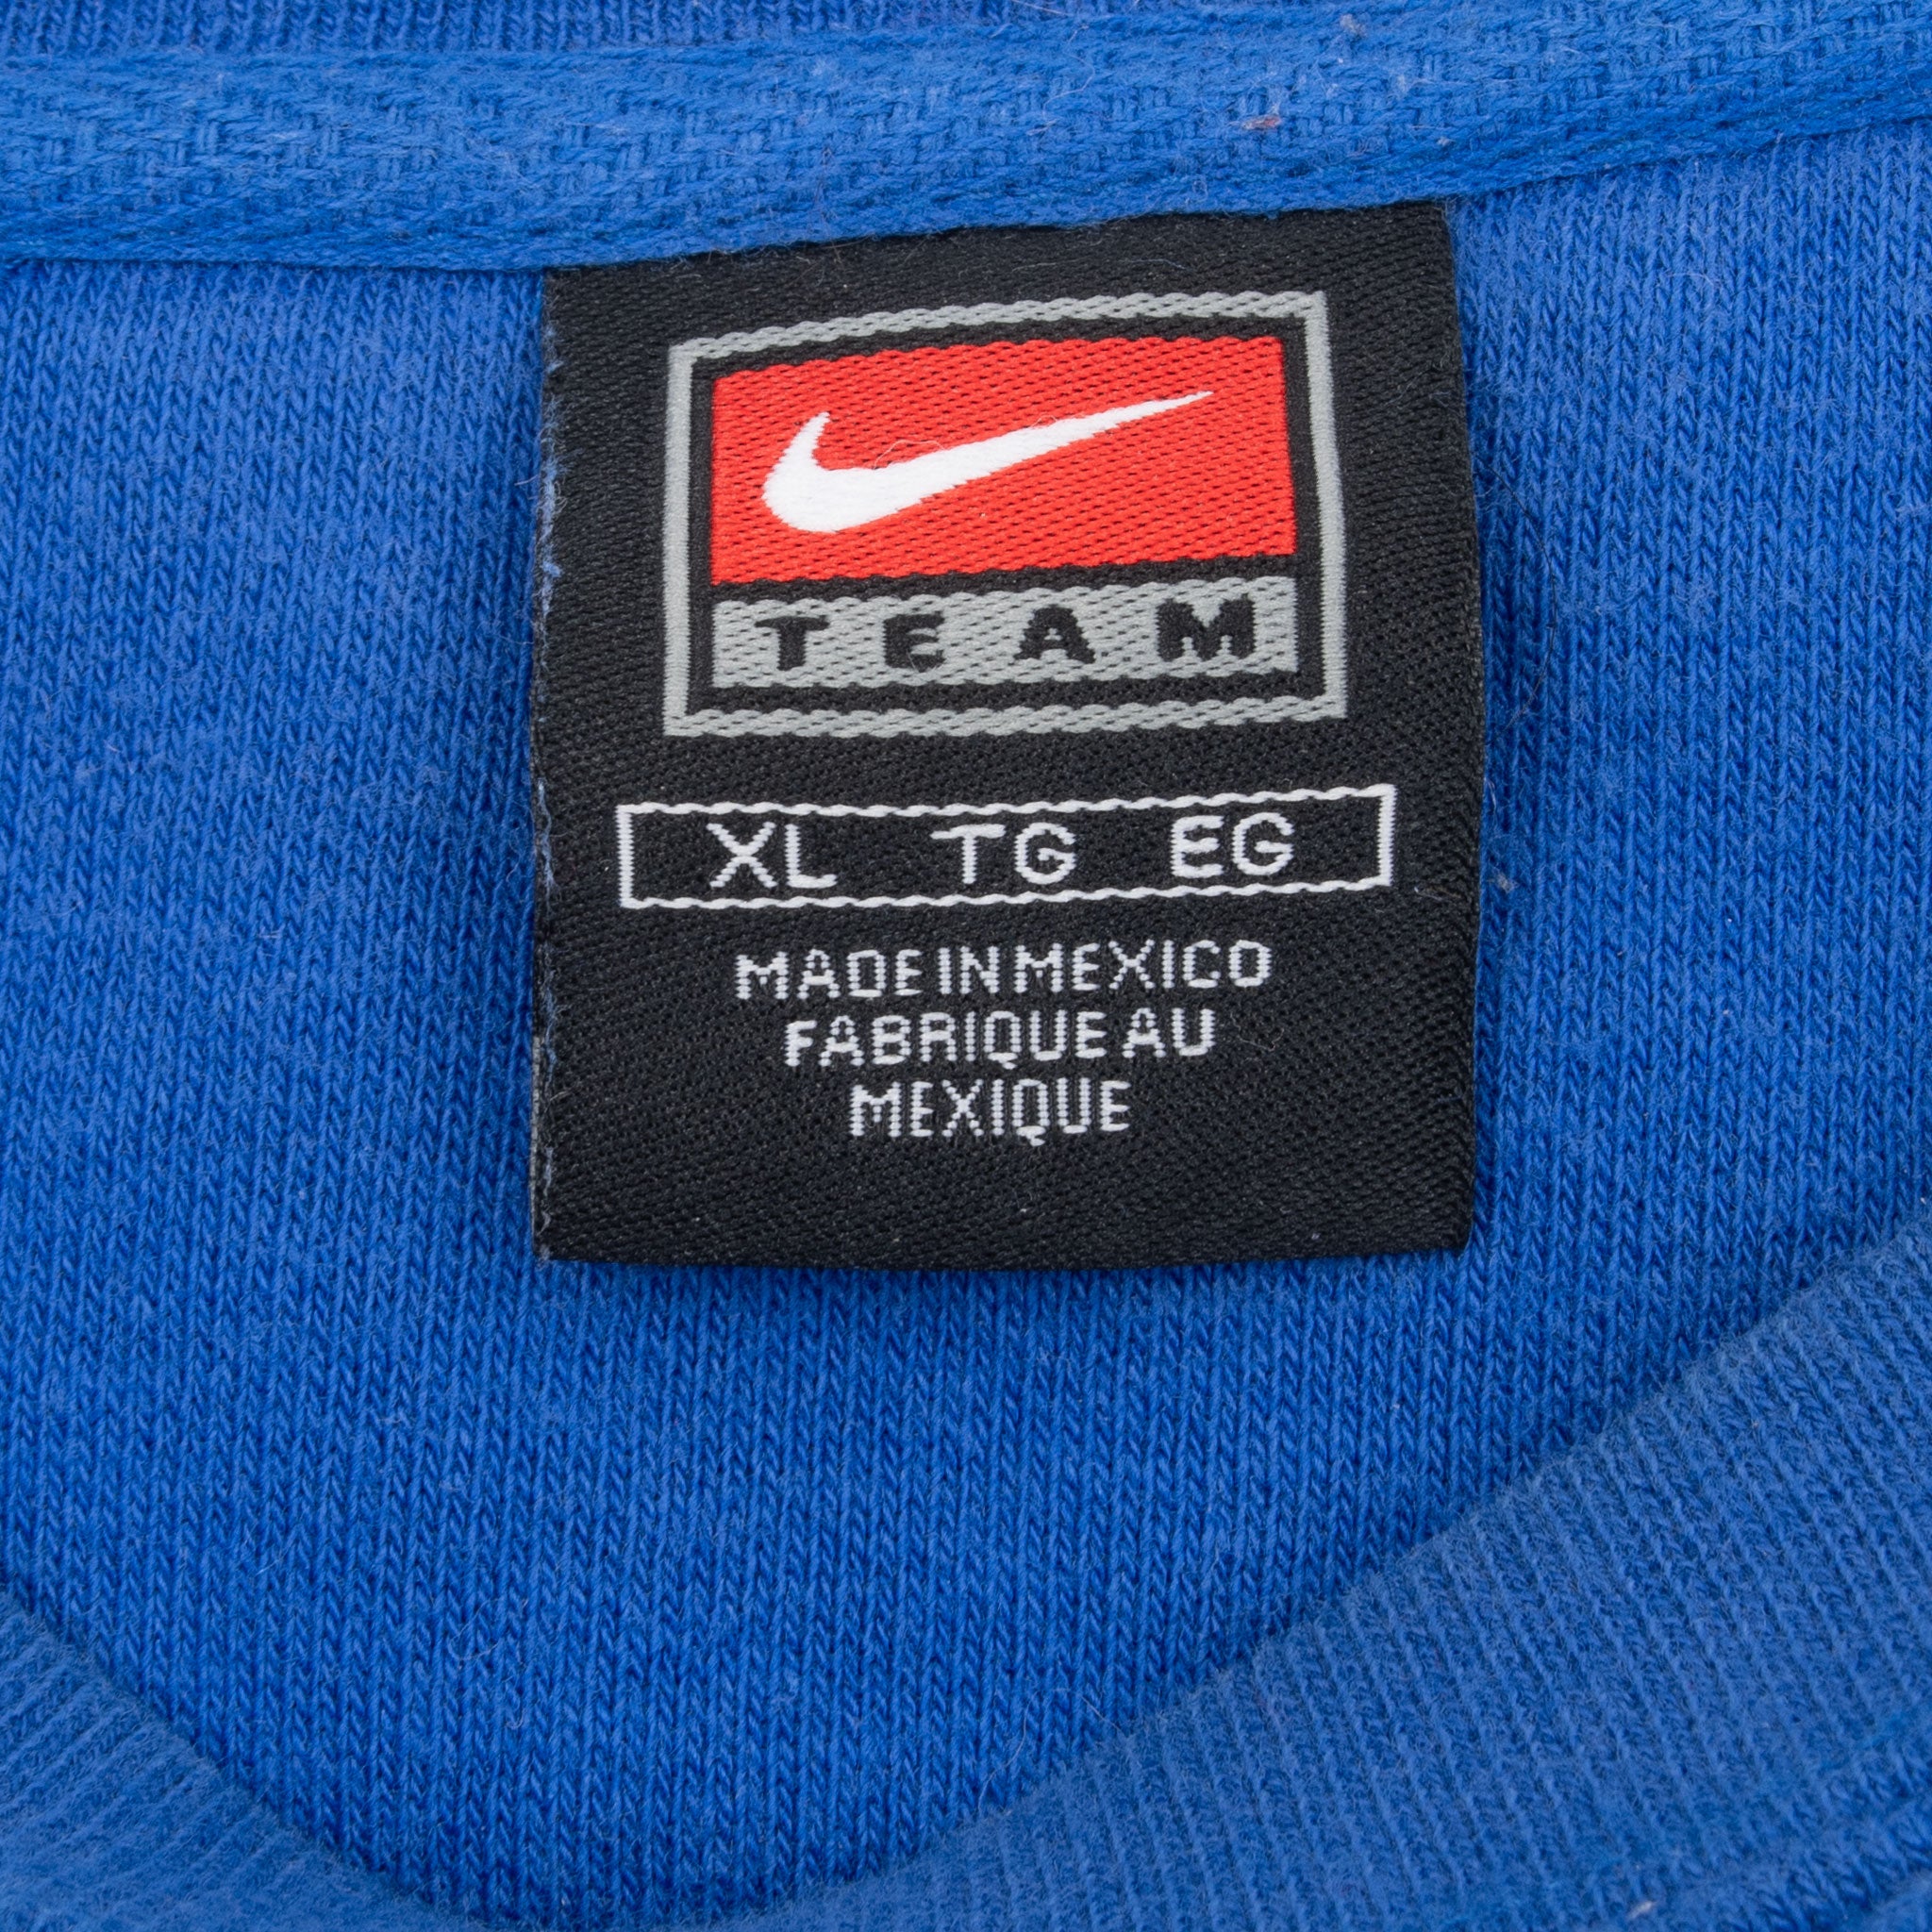 TEAM
XL TG EG
MADE IN MEXICO
FABRIQUE AU
MEXIQUE